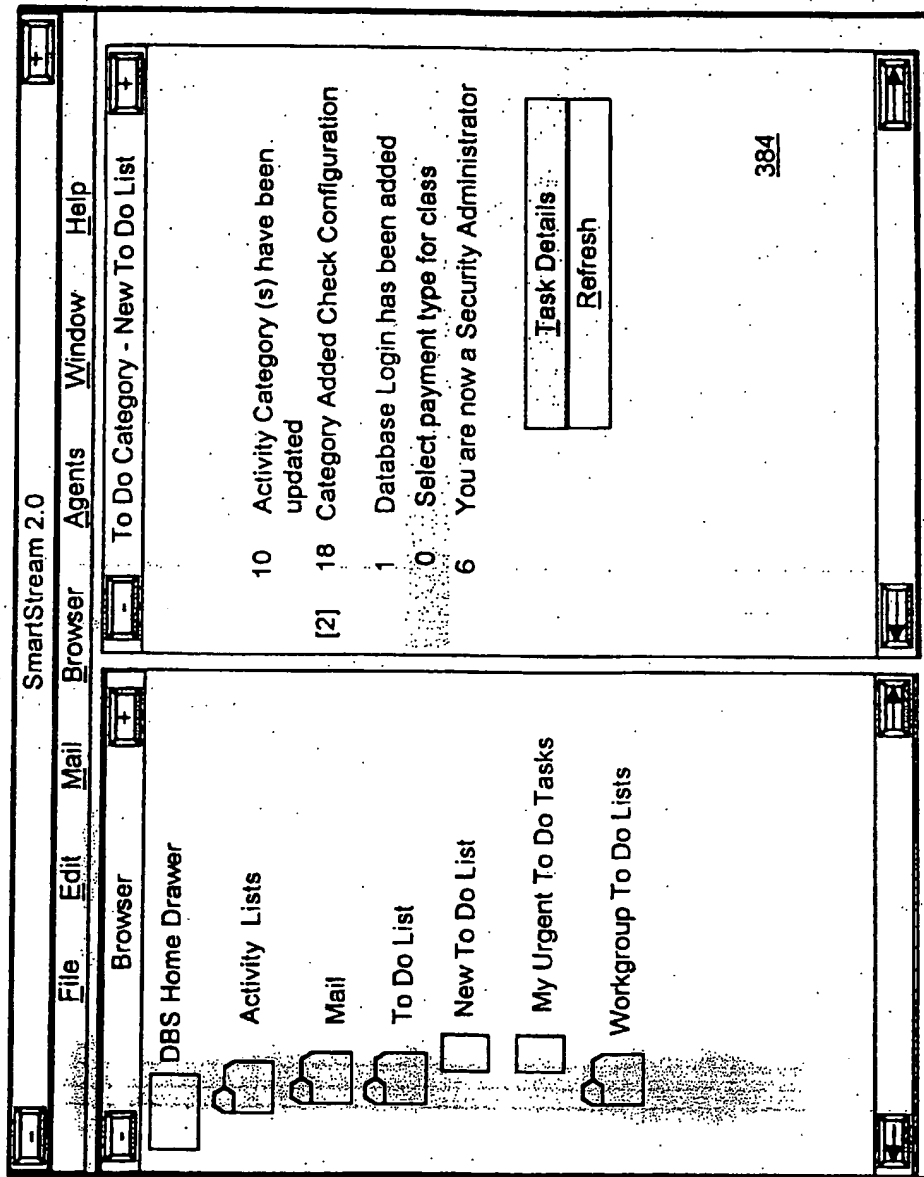 SmartStream 2.0
File Edit Mail Browser Agents Window Help
Browser
DBS Home Drawer
Activity Lists
Mail
To Do List
New To Do List
My Urgent To Do Tasks
Workgroup To Do Lists
To Do Category - New To Do List
10 Activity Category (s) have been
updated
[2] 18 Category Added Check Configuration
1 Database Login has been added
0 Select payment type for class
6 You are now a Security Administrator
Task Details
Refresh
384